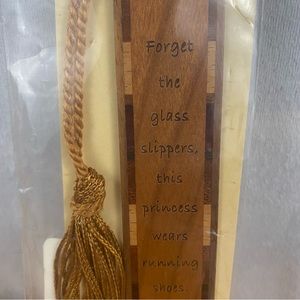 Forget
the
glass
slippers,
this
princess
wears
running
shoes.